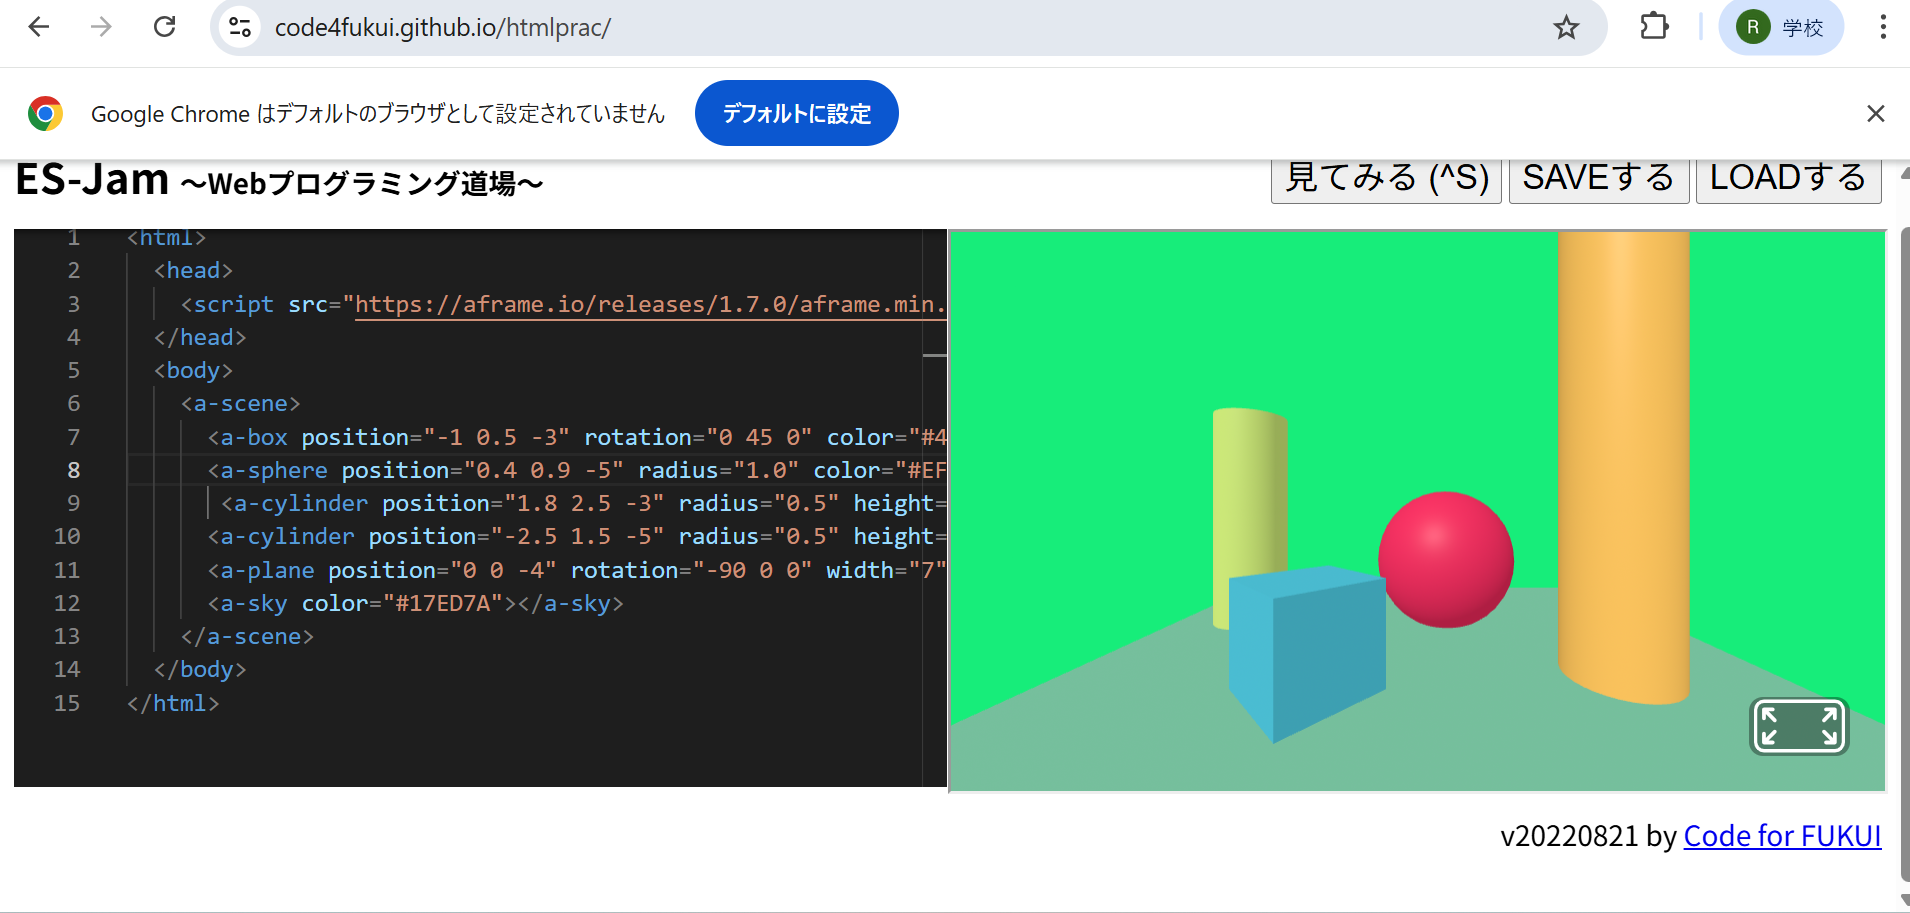 code4fukui.github.io/htmlprac/
R 学校
Google Chrome はデフォルトのブラウザとして設定されていません
デフォルトに設定
ES-Jam ～Webプログラミング道場～
見てみる (^S) SAVEする LOADする
1 <html>
2 <head>
3 <script src="https://aframe.io/releases/1.7.0/aframe.min.
4 </head>
5 <body>
6 <a-scene>
7 <a-box position="-1 0.5 -3" rotation="0 45 0" color="#4
8 <a-sphere position="0.4 0.9 -5" radius="1.0" color="#EF
9 <a-cylinder position="1.8 2.5 -3" radius="0.5" height=
10 <a-cylinder position="-2.5 1.5 -5" radius="0.5" height=
11 <a-plane position="0 0 -4" rotation="-90 0 0" width="7"
12 <a-sky color="#17ED7A"></a-sky>
13 </a-scene>
14 </body>
15 </html>
v20220821 by Code for FUKUI